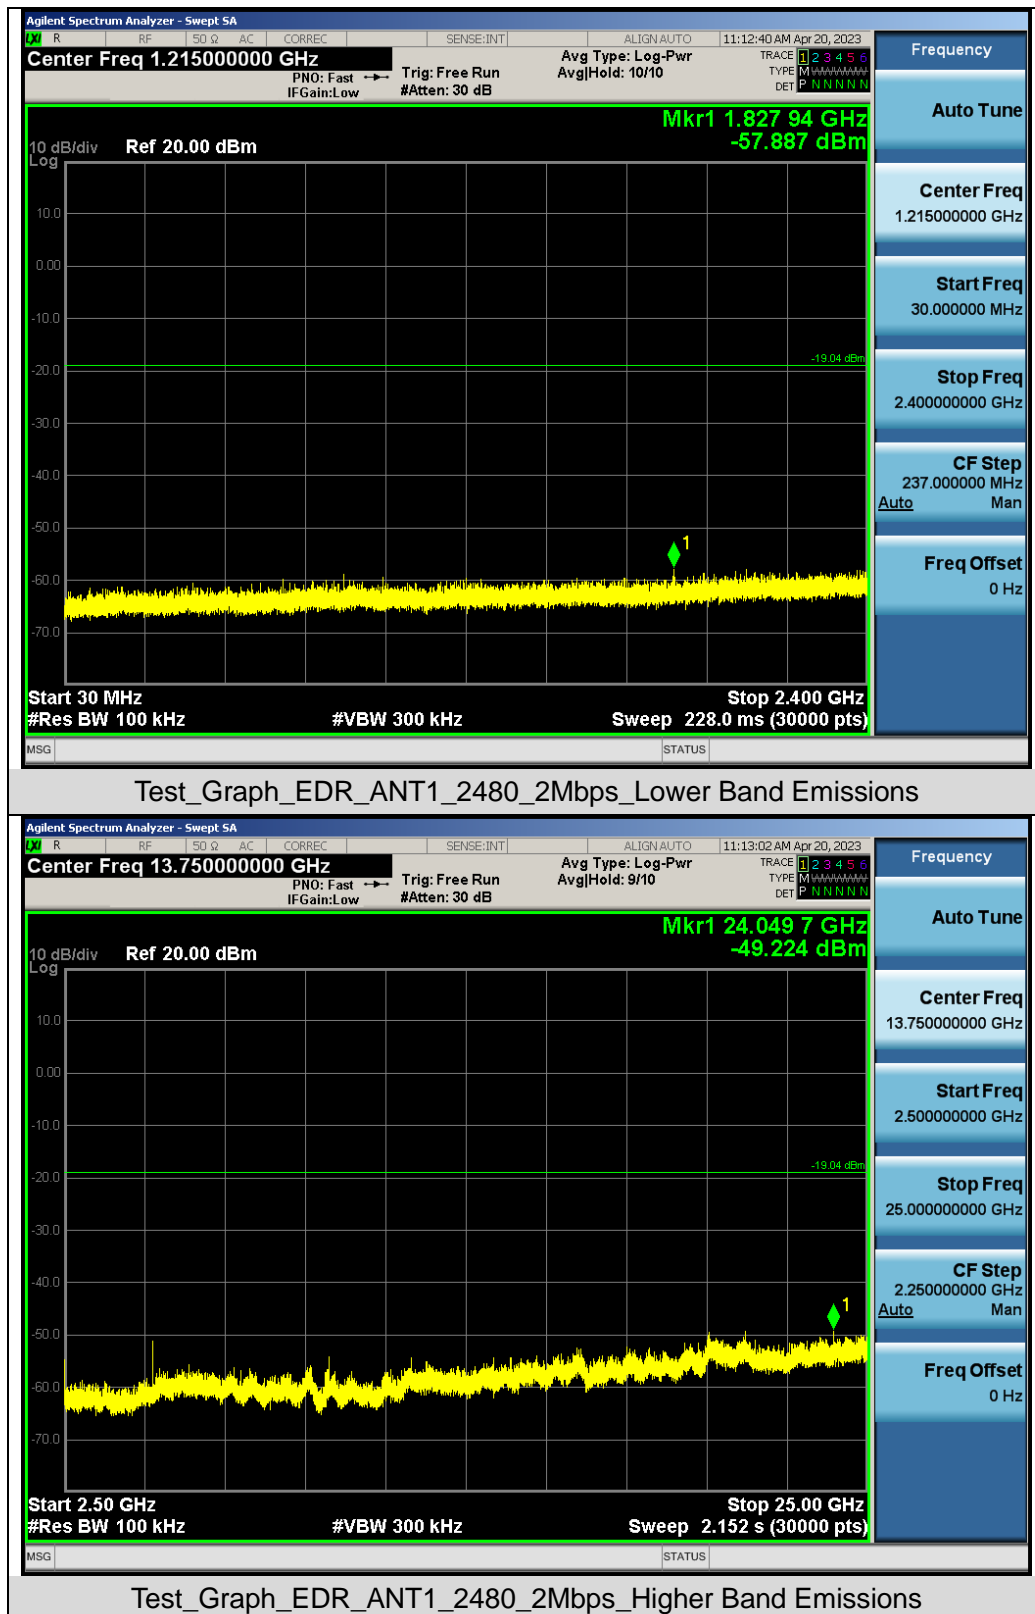 Agilent Spectrum Analyzer - Swept SA
LXI R RF 50 Ω AC CORREC SENSE:INT ALIGN AUTO 11:12:40 AM Apr 20, 2023
Center Freq 1.215000000 GHz
PNO: Fast
IFGain:Low
Trig: Free Run
#Atten: 30 dB
Avg Type: Log-Pwr
Avg|Hold: 10/10
TRACE 1 2 3 4 5 6
TYPE M
DET P N N N N N
Mkr1 1.827 94 GHz
-57.887 dBm
10 dB/div Ref 20.00 dBm
Log
10.0
0.00
-10.0
-19.04 dBm
-20.0
-30.0
-40.0
-50.0
1
-60.0
-70.0
Start 30 MHz Stop 2.400 GHz
#Res BW 100 kHz #VBW 300 kHz Sweep 228.0 ms (30000 pts)
MSG STATUS
Frequency
Auto Tune
Center Freq
1.215000000 GHz
Start Freq
30.000000 MHz
Stop Freq
2.400000000 GHz
CF Step
237.000000 MHz
Auto Man
Freq Offset
0 Hz
Test_Graph_EDR_ANT1_2480_2Mbps_Lower Band Emissions
Agilent Spectrum Analyzer - Swept SA
LXI R RF 50 Ω AC CORREC SENSE:INT ALIGN AUTO 11:13:02 AM Apr 20, 2023
Center Freq 13.750000000 GHz
PNO: Fast
IFGain:Low
Trig: Free Run
#Atten: 30 dB
Avg Type: Log-Pwr
Avg|Hold: 9/10
TRACE 1 2 3 4 5 6
TYPE M
DET P N N N N N
Mkr1 24.049 7 GHz
-49.224 dBm
10 dB/div Ref 20.00 dBm
Log
10.0
0.00
-10.0
-19.04 dBm
-20.0
-30.0
-40.0
1
-50.0
-60.0
-70.0
Start 2.50 GHz Stop 25.00 GHz
#Res BW 100 kHz #VBW 300 kHz Sweep 2.152 s (30000 pts)
MSG STATUS
Frequency
Auto Tune
Center Freq
13.750000000 GHz
Start Freq
2.500000000 GHz
Stop Freq
25.000000000 GHz
CF Step
2.250000000 GHz
Auto Man
Freq Offset
0 Hz
Test_Graph_EDR_ANT1_2480_2Mbps_Higher Band Emissions